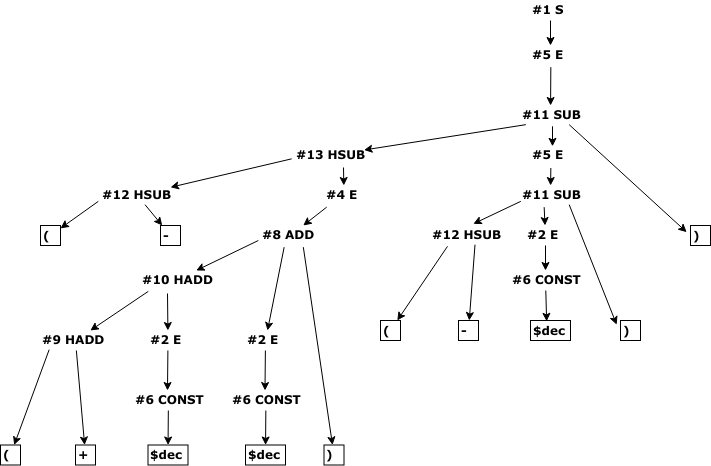 #1 S
#5 E
#11 SUB
#13 HSUB #5 E
#12 HSUB #4 E #11 SUB
( - #8 ADD #12 HSUB #2 E )
#10 HADD #6 CONST
( - $dec )
#9 HADD #2 E #2 E
#6 CONST #6 CONST
( + $dec $dec )